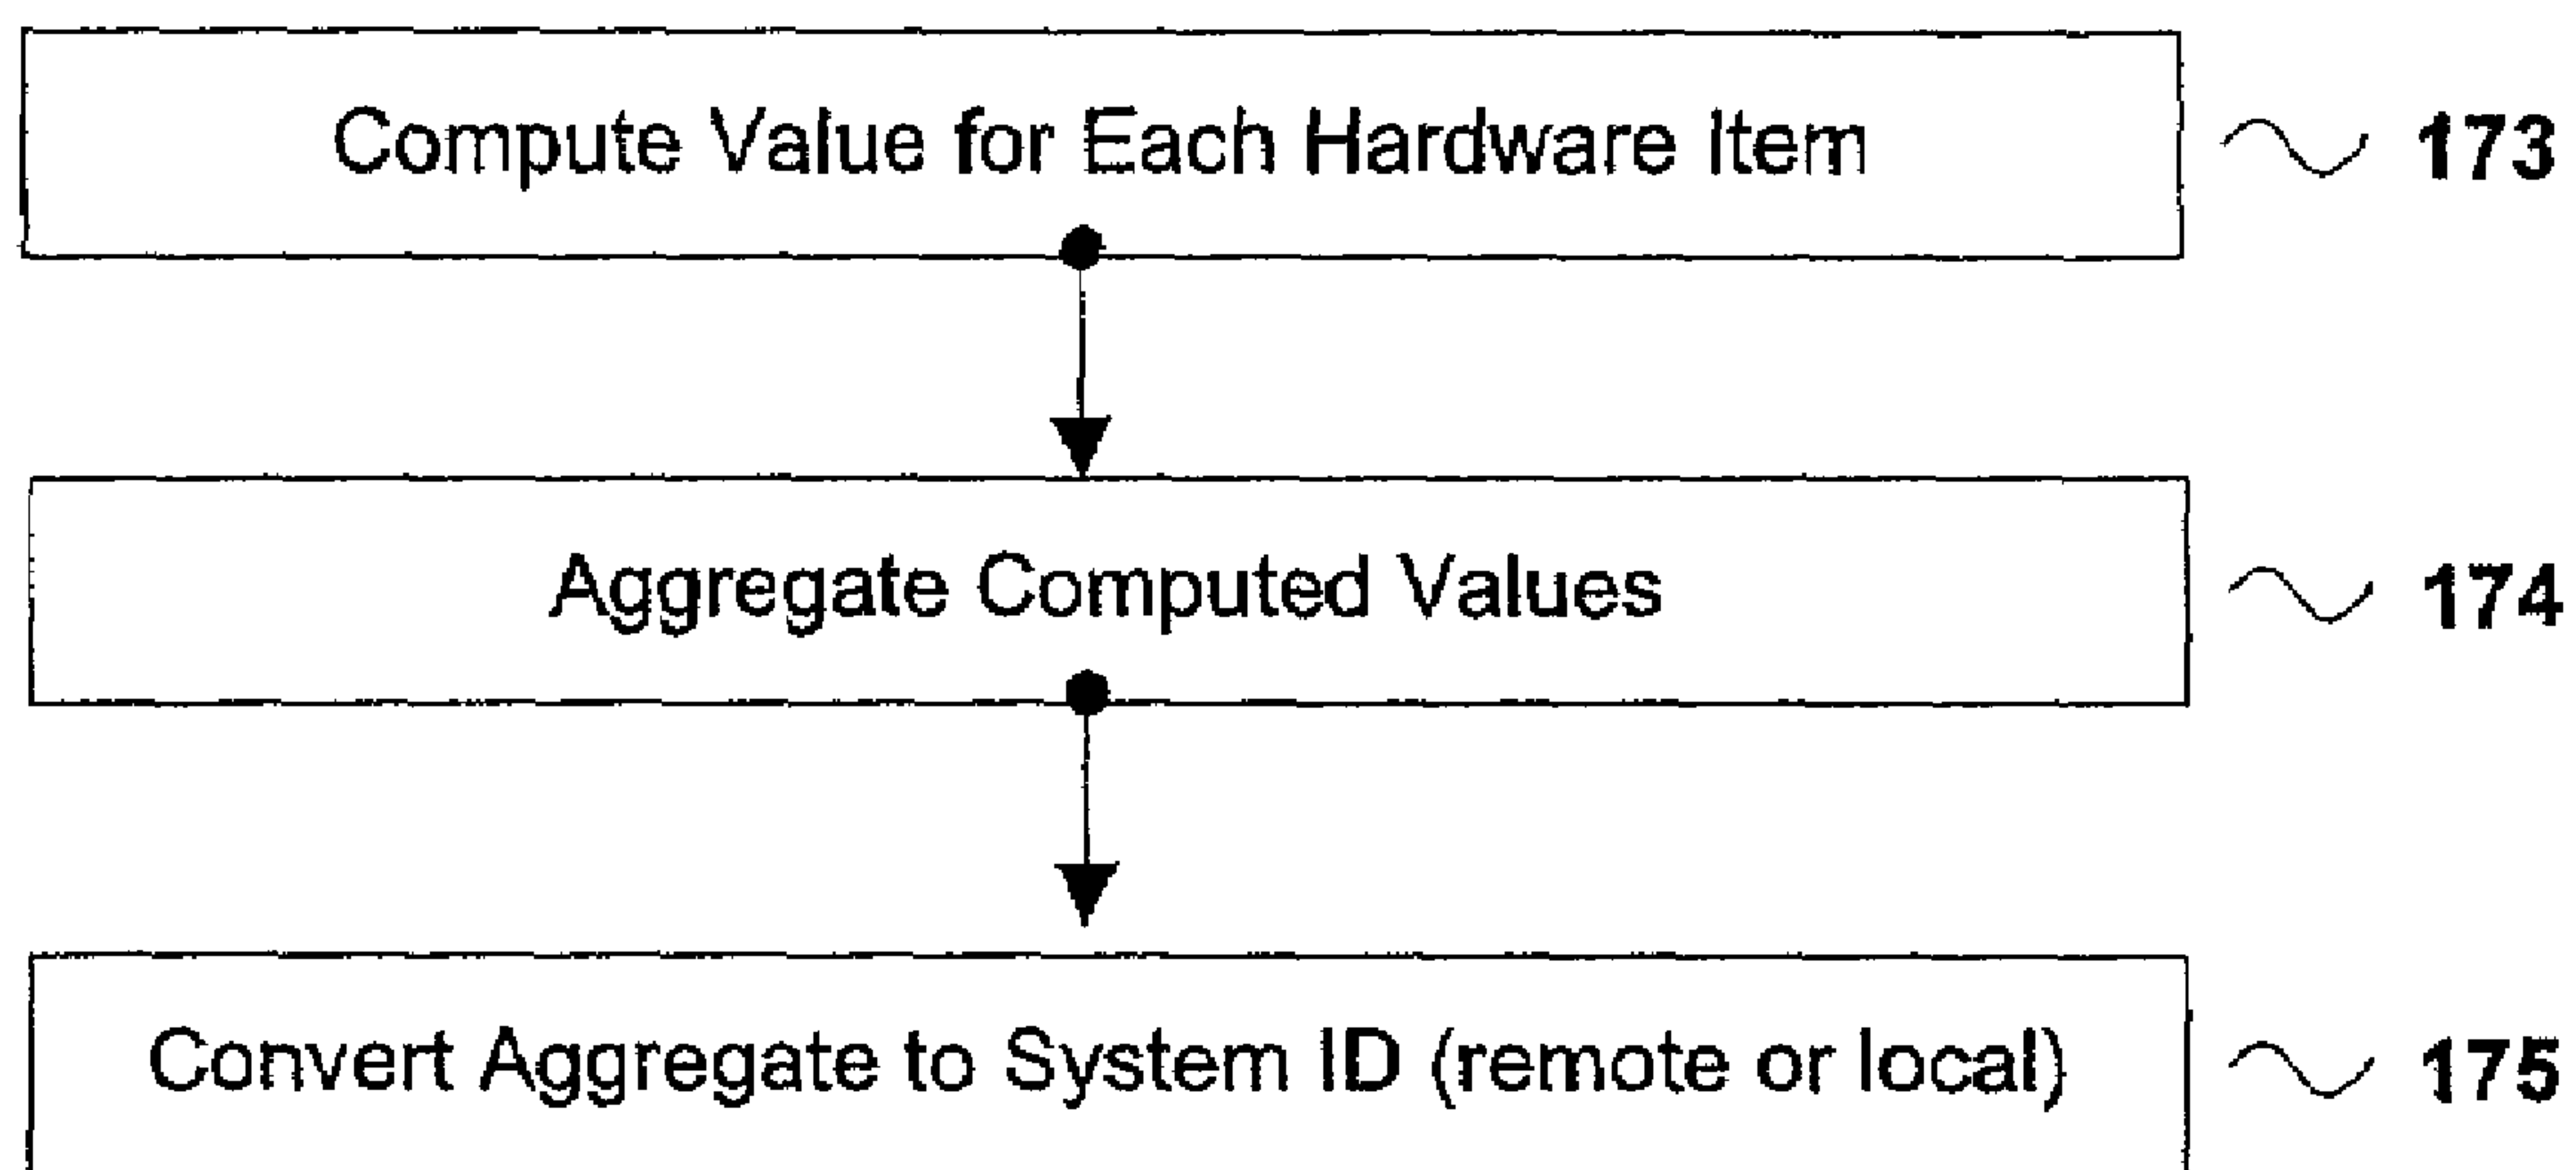 Compute Value for Each Hardware Item 173
Aggregate Computed Values 174
Convert Aggregate to System ID (remote or local) 175